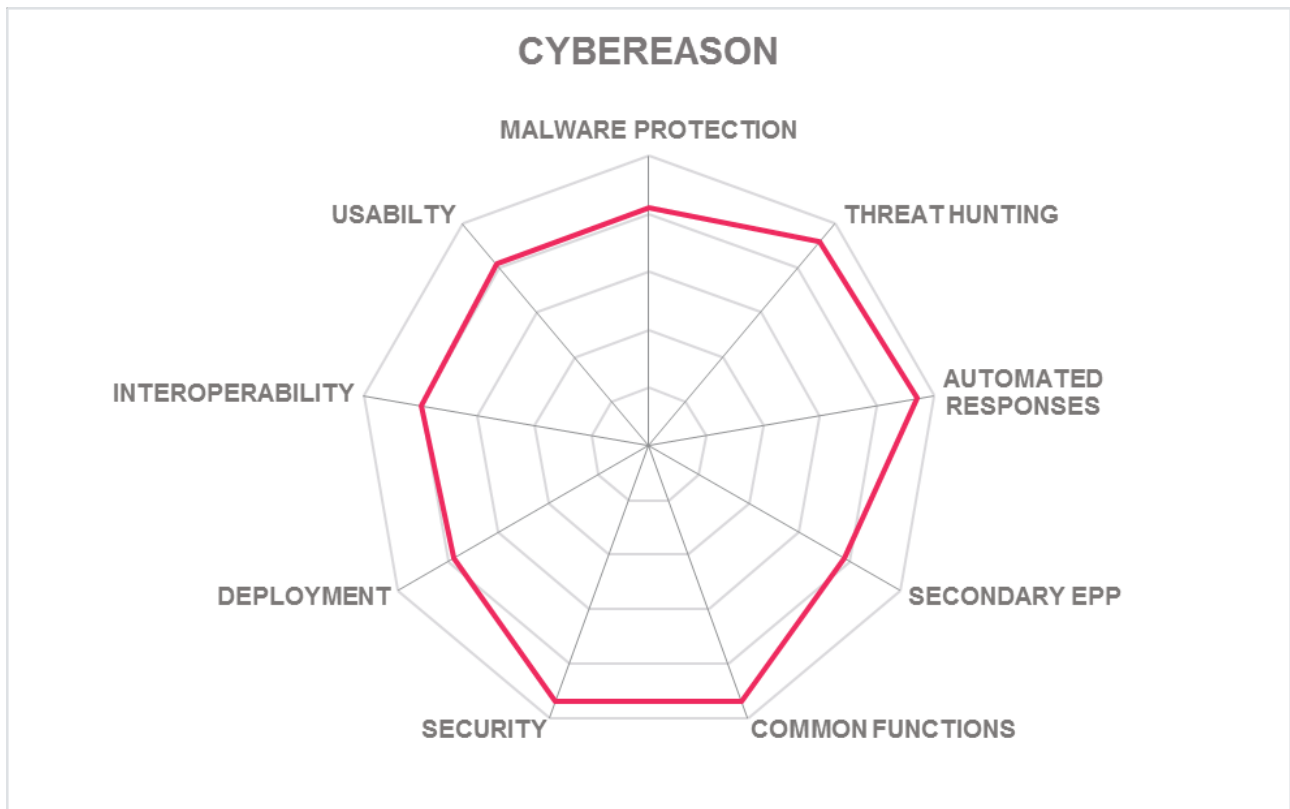 CYBEREASON
MALWARE PROTECTION
USABILTY
THREAT HUNTING
INTEROPERABILITY
AUTOMATED
RESPONSES
DEPLOYMENT
SECONDARY EPP
SECURITY
COMMON FUNCTIONS